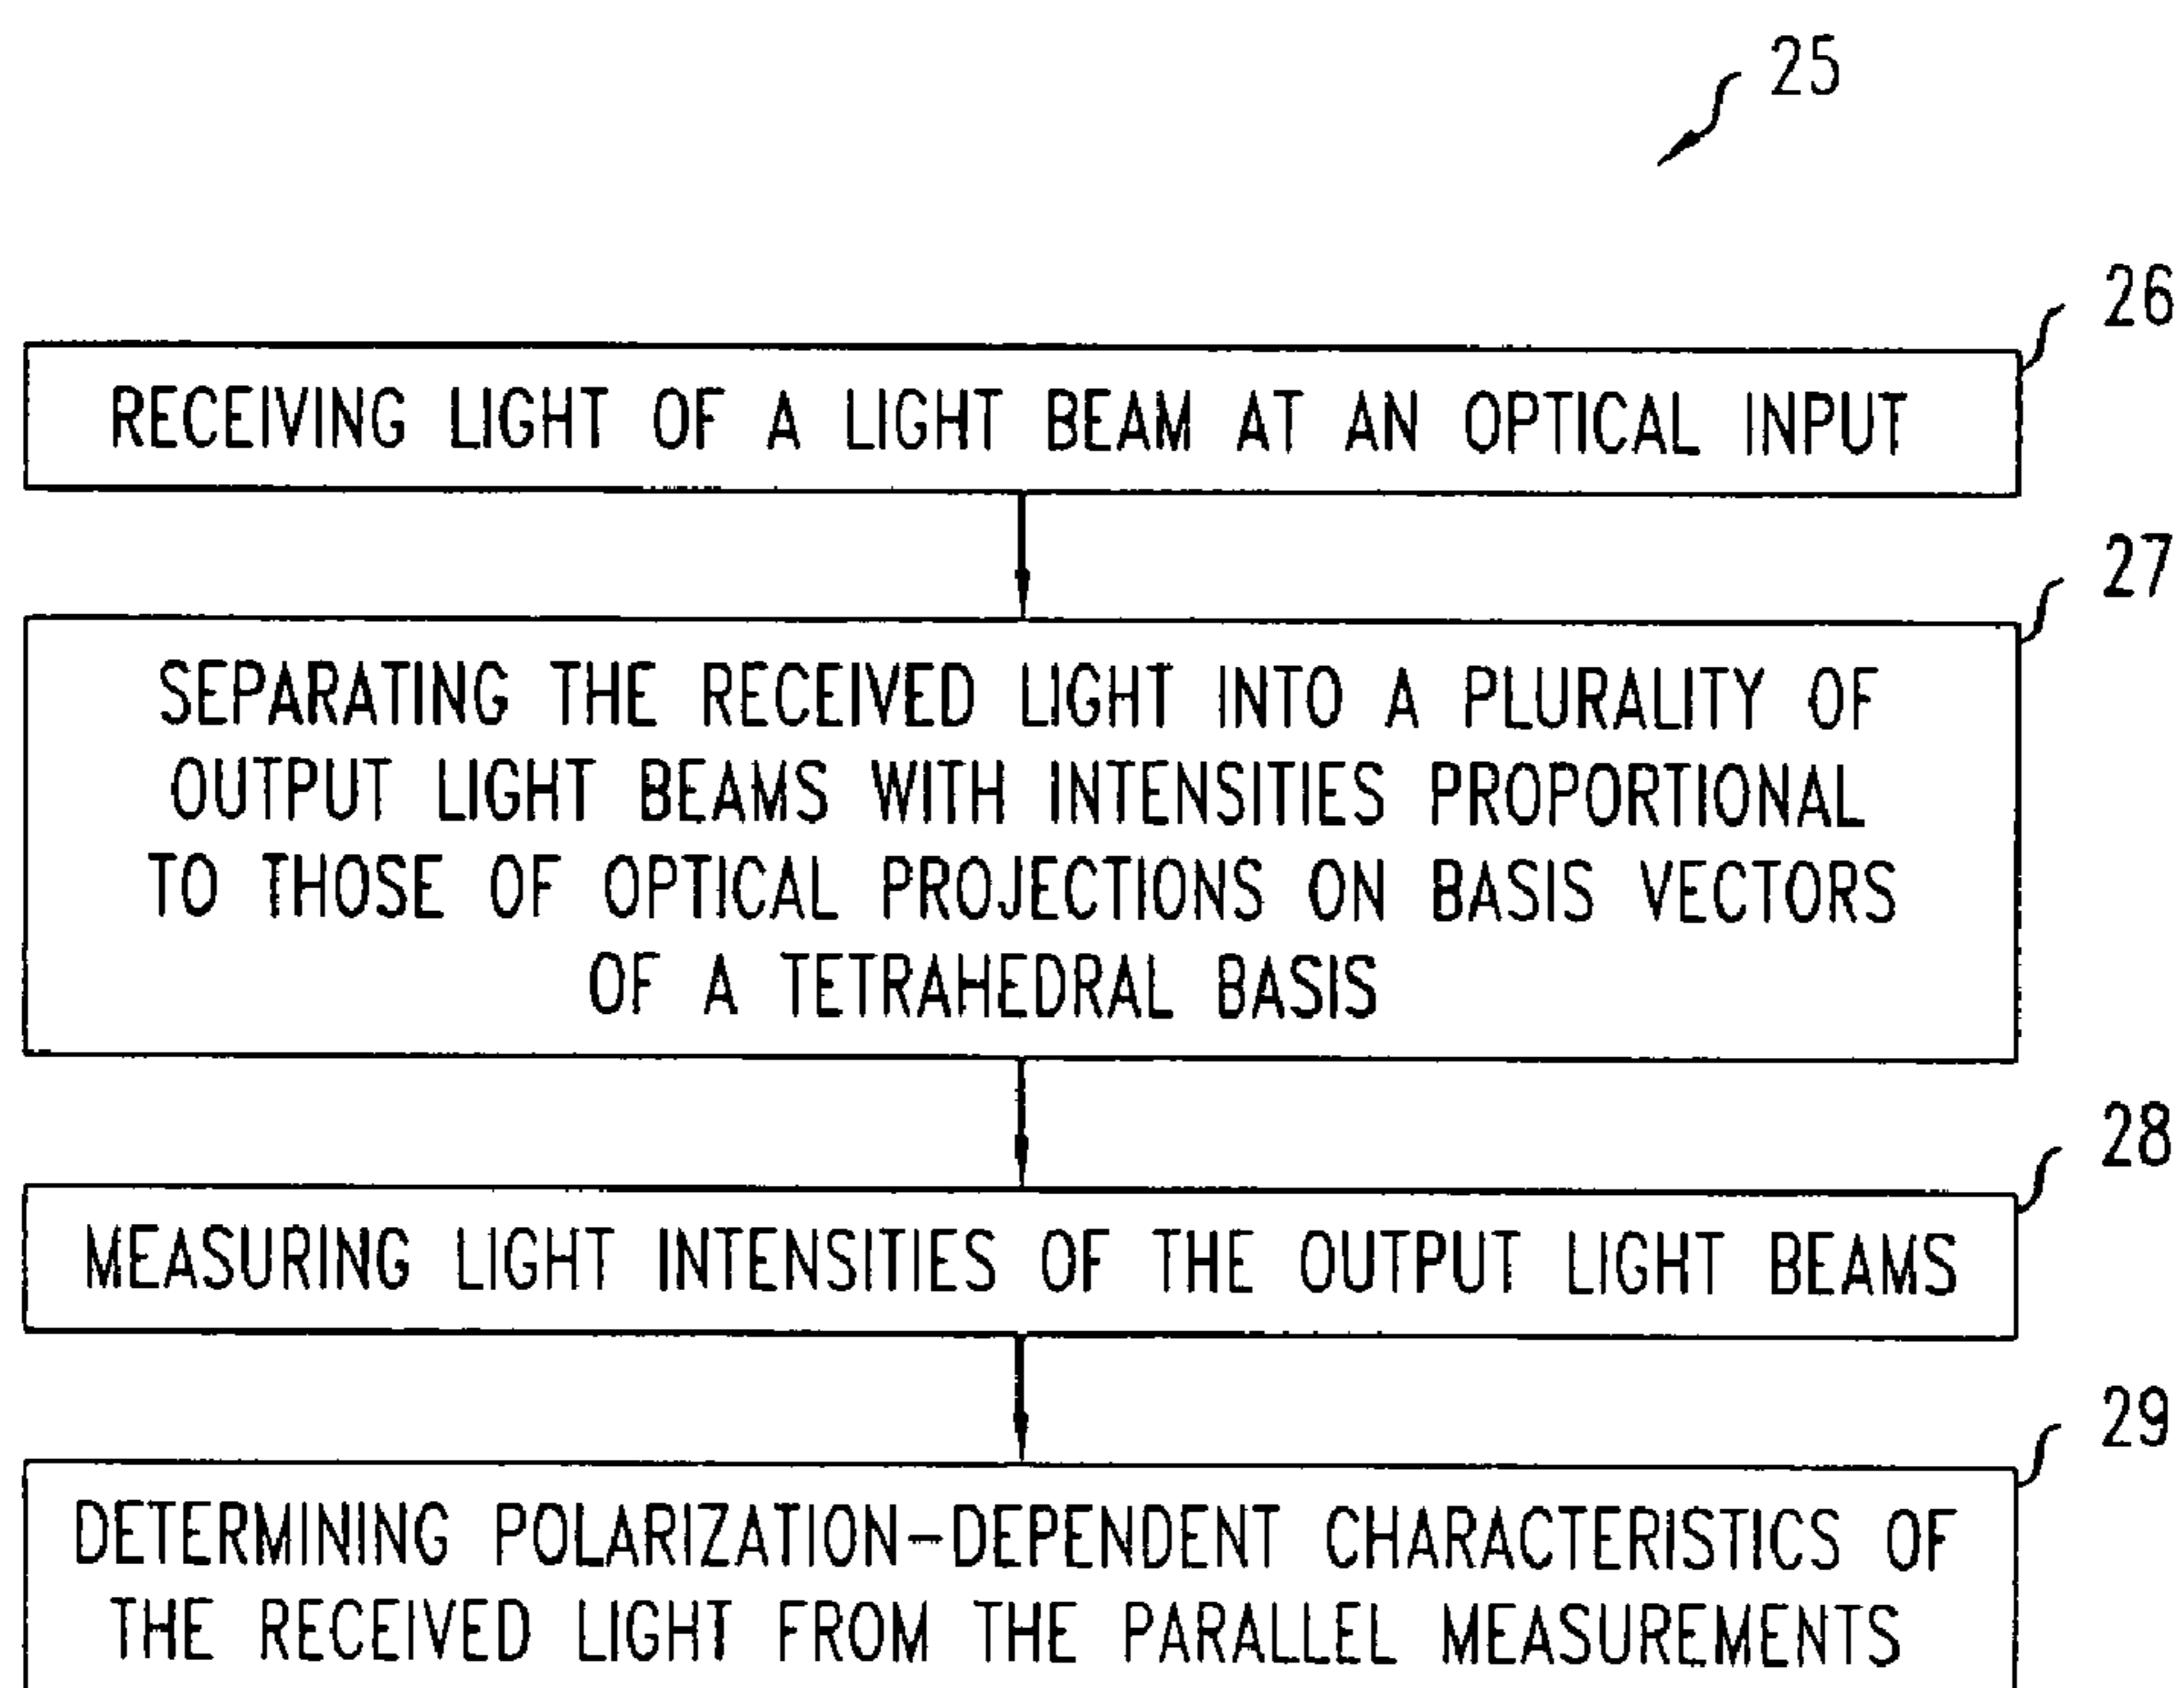 25
26
RECEIVING LIGHT OF A LIGHT BEAM AT AN OPTICAL INPUT
27
SEPARATING THE RECEIVED LIGHT INTO A PLURALITY OF
OUTPUT LIGHT BEAMS WITH INTENSITIES PROPORTIONAL
TO THOSE OF OPTICAL PROJECTIONS ON BASIS VECTORS
OF A TETRAHEDRAL BASIS
28
MEASURING LIGHT INTENSITIES OF THE OUTPUT LIGHT BEAMS
29
DETERMINING POLARIZATION-DEPENDENT CHARACTERISTICS OF
THE RECEIVED LIGHT FROM THE PARALLEL MEASUREMENTS